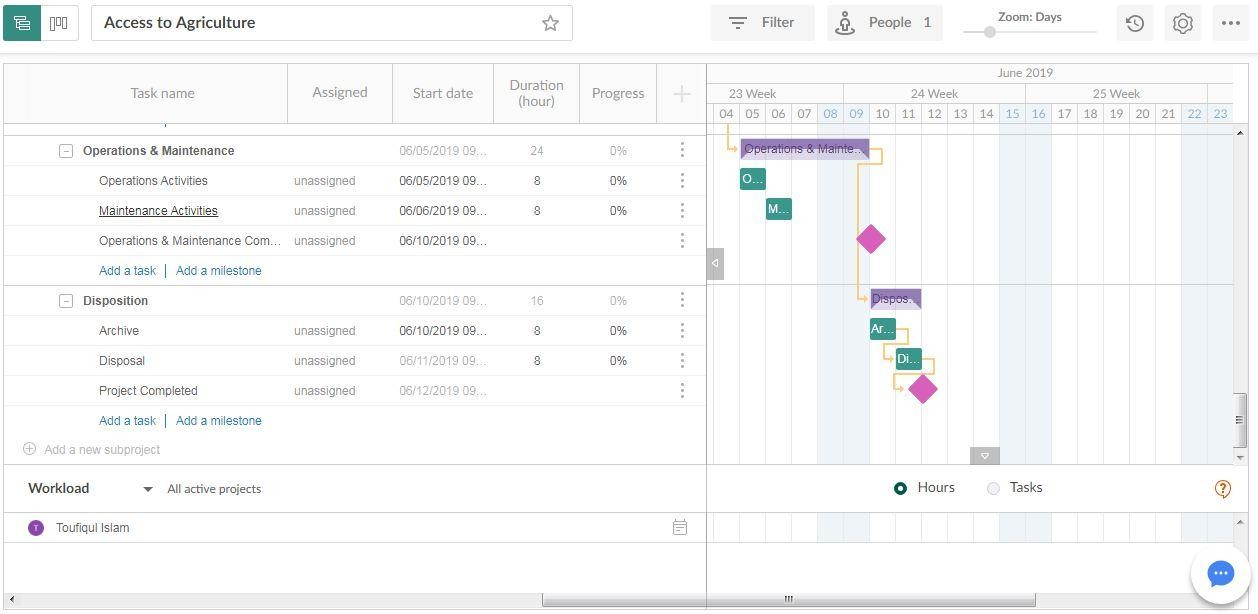 Access to Agriculture
Filter
People 1
Zoom: Days
Task name
Assigned
Start date
Duration (hour)
Progress
June 2019
23 Week 24 Week 25 Week
04 05 06 07 08 09 10 11 12 13 14 15 16 17 18 19 20 21 22 23
Operations & Maintenance 06/05/2019 09... 24 0% Operations & Mainte...
Operations Activities unassigned 06/05/2019 09... 8 0% O...
Maintenance Activities unassigned 06/06/2019 09... 8 0% M...
Operations & Maintenance Com... unassigned 06/10/2019 09...
Add a task | Add a milestone
Disposition 06/10/2019 09... 16 0% Dispos...
Archive unassigned 06/10/2019 09... 8 0% Ar...
Disposal unassigned 06/11/2019 09... 8 0% Di...
Project Completed unassigned 06/12/2019 09...
Add a task | Add a milestone
Add a new subproject
Workload All active projects Hours Tasks ?
T Toufiqul Islam